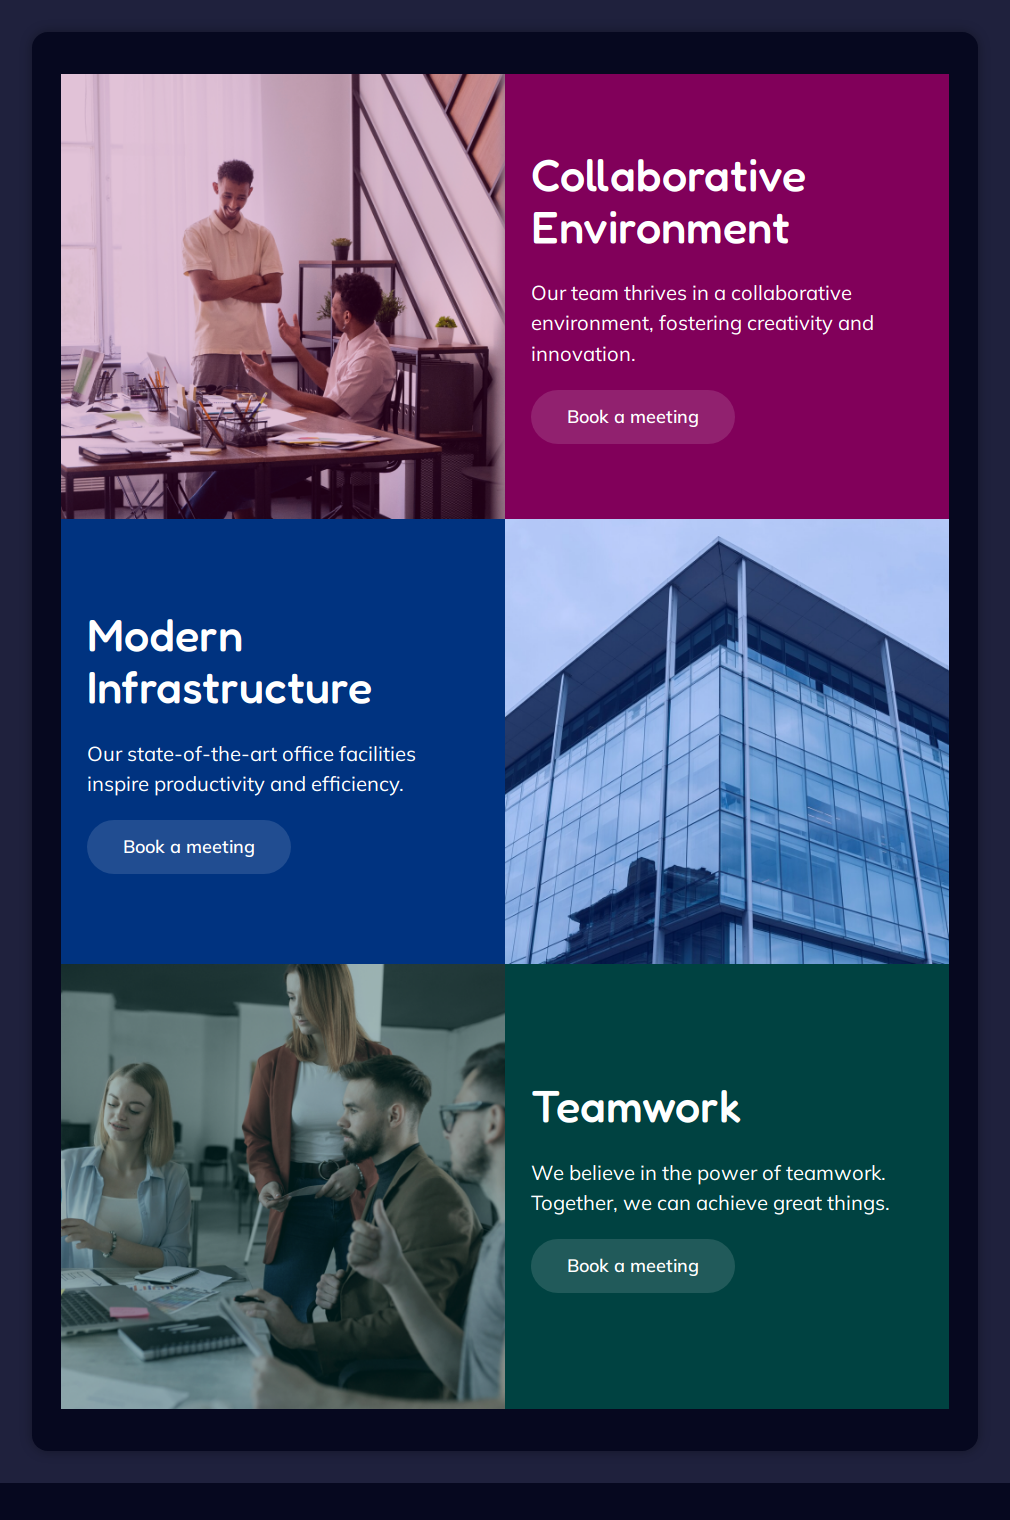 Collaborative
Environment
Our team thrives in a collaborative
environment, fostering creativity and
innovation.
Book a meeting
Modern
Infrastructure
Our state-of-the-art office facilities
inspire productivity and efficiency.
Book a meeting
Teamwork
We believe in the power of teamwork.
Together, we can achieve great things.
Book a meeting